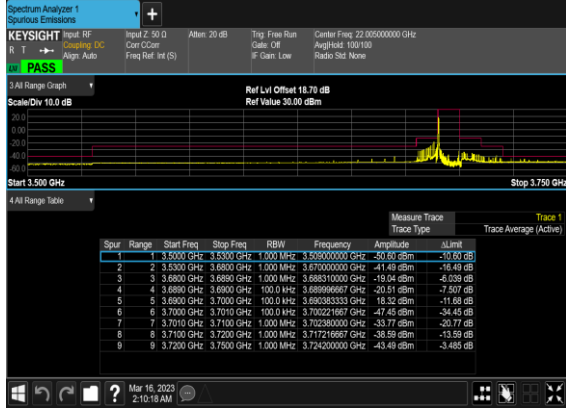 Spectrum Analyzer 1
Spurious Emissions
KEYSIGHT Input: RF Input Z: 50 Ω Atten: 20 dB Trig: Free Run Center Freq: 22.005000000 GHz
R T Coupling: DC Corr CCorr Gate: Off Avg|Hold: 100/100
Align: Auto Freq Ref: Int (S) IF Gain: Low Radio Std: None
PASS
3 All Range Graph Ref Lvl Offset 18.70 dB
Scale/Div 10.0 dB Ref Value 30.00 dBm
20.0
0.00
-20.0
-40.0
-60.0
Start 3.500 GHz Stop 3.750 GHz
4 All Range Table
Measure Trace Trace 1
Trace Type Trace Average (Active)
Spur Range Start Freq Stop Freq RBW Frequency Amplitude ΔLimit
1 1 3.5000 GHz 3.5300 GHz 1.000 MHz 3.509000000 GHz -50.60 dBm -10.60 dB
2 2 3.5300 GHz 3.6800 GHz 1.000 MHz 3.670000000 GHz -41.49 dBm -16.49 dB
3 3 3.6800 GHz 3.6890 GHz 1.000 MHz 3.688310000 GHz -19.04 dBm -6.039 dB
4 4 3.6890 GHz 3.6900 GHz 100.0 kHz 3.689996667 GHz -20.51 dBm -7.507 dB
5 5 3.6900 GHz 3.7000 GHz 100.0 kHz 3.690383333 GHz 18.32 dBm -11.68 dB
6 6 3.7000 GHz 3.7010 GHz 100.0 kHz 3.700221667 GHz -47.45 dBm -34.45 dB
7 7 3.7010 GHz 3.7100 GHz 1.000 MHz 3.702380000 GHz -33.77 dBm -20.77 dB
8 8 3.7100 GHz 3.7200 GHz 1.000 MHz 3.717216667 GHz -38.59 dBm -13.59 dB
9 9 3.7200 GHz 3.7500 GHz 1.000 MHz 3.724200000 GHz -43.49 dBm -3.485 dB
Mar 16, 2023
2:10:18 AM